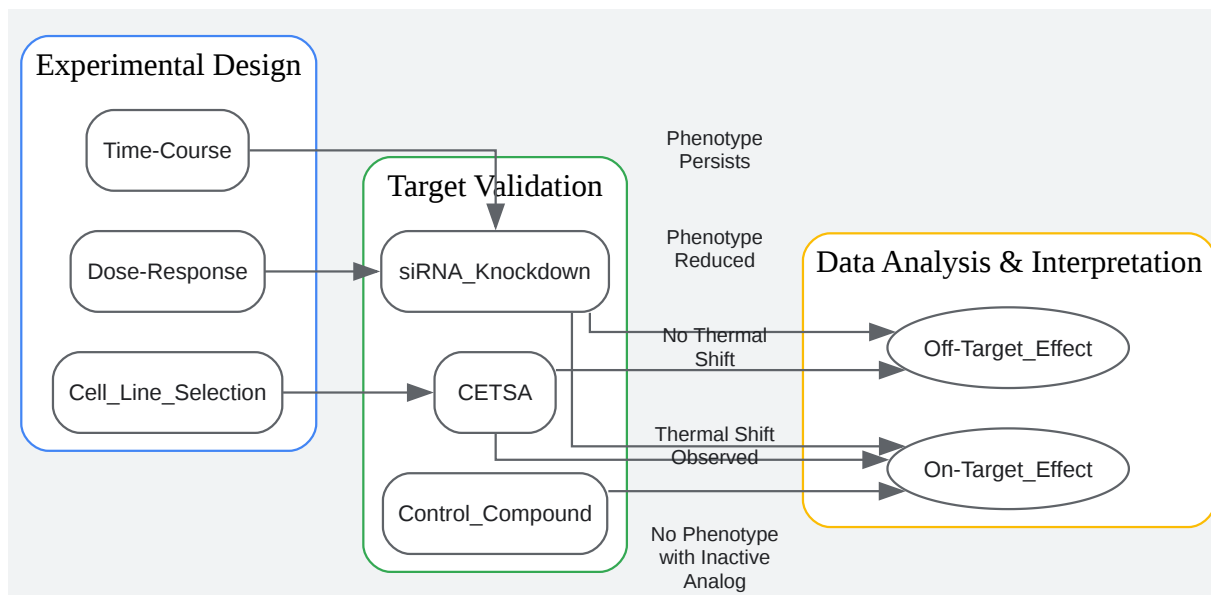 Experimental Design
Time-Course
Dose-Response
Cell_Line_Selection
Target Validation
siRNA_Knockdown
CETSA
Control_Compound
Phenotype
Persists
Phenotype
Reduced
No Thermal
Shift
Thermal Shift
Observed
No Phenotype
with Inactive
Analog
Data Analysis & Interpretation
Off-Target_Effect
On-Target_Effect